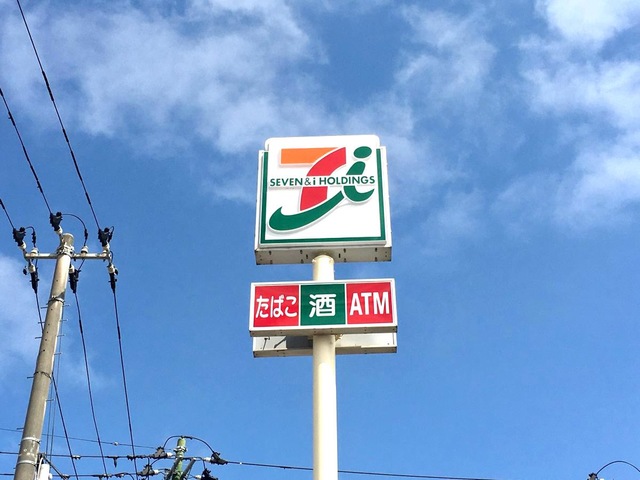 SEVEN & i HOLDINGS
たばこ 酒 ATM